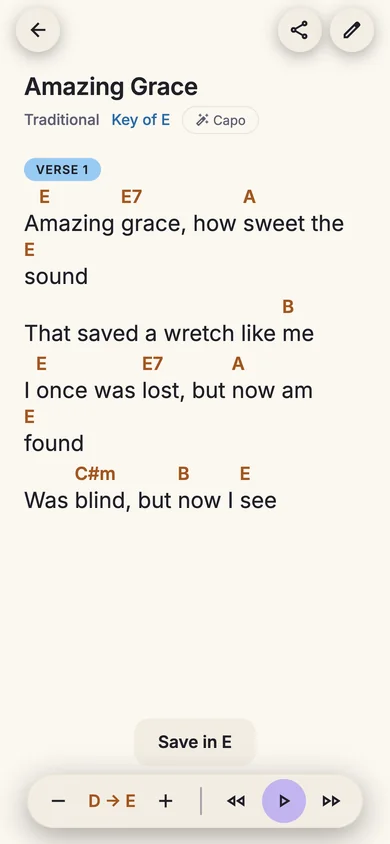 Amazing Grace
Traditional Key of E Capo
VERSE 1
E E7 A
Amazing grace, how sweet the
E
sound
B
That saved a wretch like me
E E7 A
I once was lost, but now am
E
found
C#m B E
Was blind, but now I see
Save in E
− D → E +